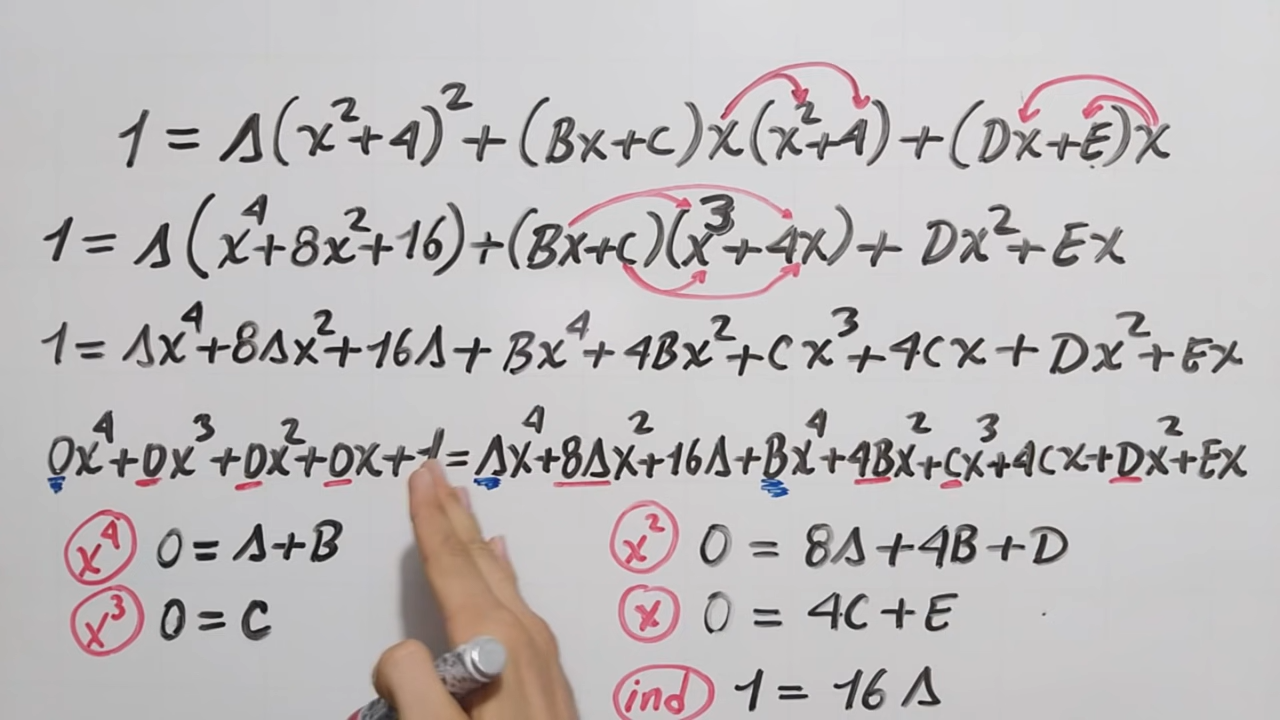 1 = A(x²+4)² + (Bx+C)x(x²+4) + (Dx+E)x
1 = A(x⁴+8x²+16) + (Bx+C)(x³+4x) + Dx²+Ex
1 = Ax⁴+8Ax²+16A + Bx⁴+4Bx²+Cx³+4Cx + Dx²+Ex
0x⁴+0x³+0x²+0x+1 = Ax⁴+8Ax²+16A+Bx⁴+4Bx²+Cx³+4Cx+Dx²+Ex
x⁴ 0 = A+B
x³ 0 = C
x² 0 = 8A+4B+D
x 0 = 4C+E
ind 1 = 16A